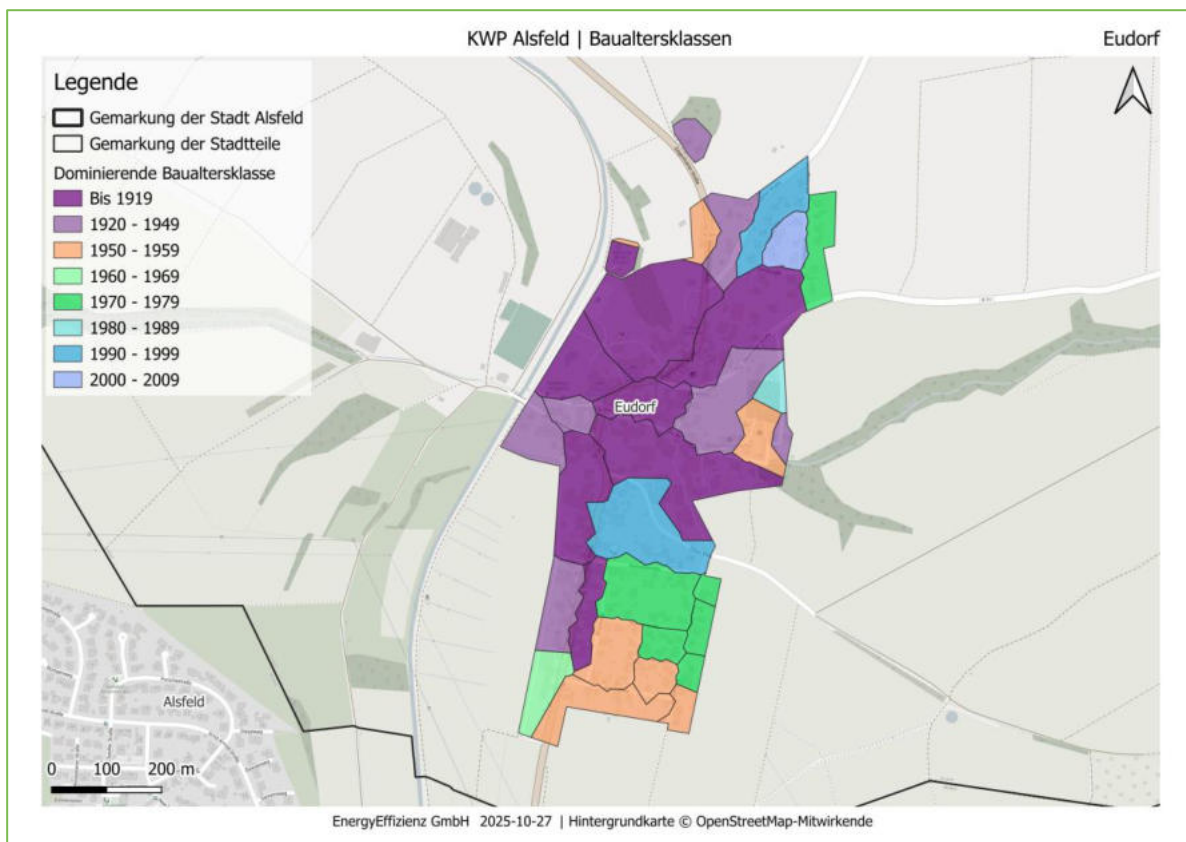 KWP Alsfeld | Baualtersklassen
Eudorf
Legende
Gemarkung der Stadt Alsfeld
Gemarkung der Stadtteile
Dominierende Baualtersklasse
Bis 1919
1920 - 1949
1950 - 1959
1960 - 1969
1970 - 1979
1980 - 1989
1990 - 1999
2000 - 2009
Eudorf
Alsfeld
0 100 200 m
EnergyEffizienz GmbH 2025-10-27 | Hintergrundkarte © OpenStreetMap-Mitwirkende